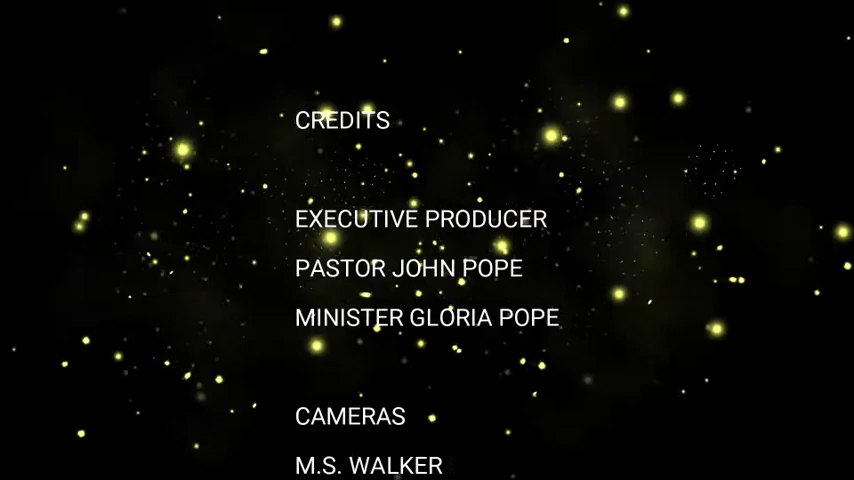 CREDITS
EXECUTIVE PRODUCER
PASTOR JOHN POPE
MINISTER GLORIA POPE
CAMERAS
M.S. WALKER